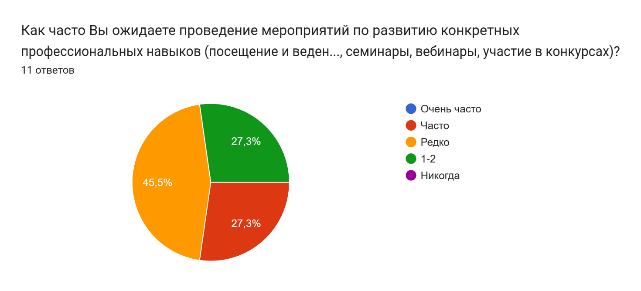 Как часто Вы ожидаете проведение мероприятий по развитию конкретных
профессиональных навыков (посещение и веден..., семинары, вебинары, участие в конкурсах)?
11 ответов
27,3%
45,5%
27,3%
Очень часто
Часто
Редко
1-2
Никогда